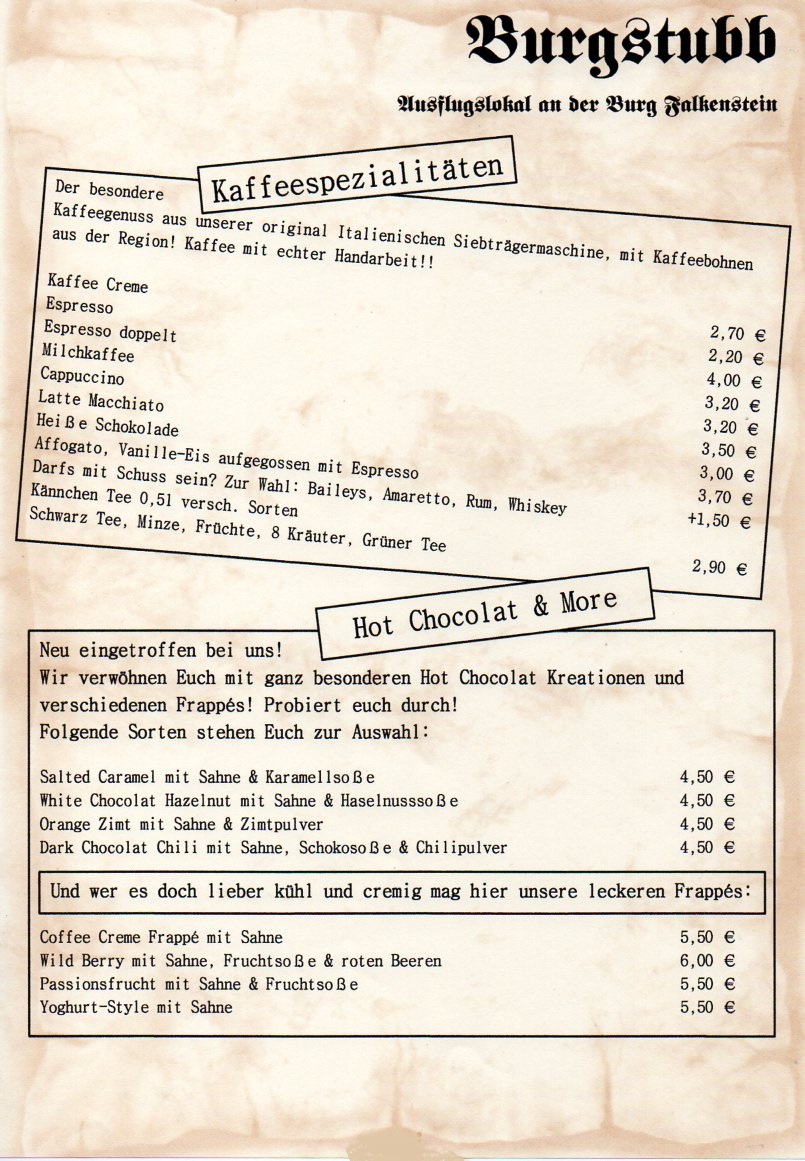 Burgstubb
Ausflugslokal an der Burg Falkenstein
Kaffeespezialitäten
Der besondere
Kaffeegenuss aus unserer original Italienischen Siebträgermaschine, mit Kaffeebohnen
aus der Region! Kaffee mit echter Handarbeit!!
Kaffee Creme 2,70 €
Espresso 2,20 €
Espresso doppelt 4,00 €
Milchkaffee 3,20 €
Cappuccino 3,20 €
Latte Macchiato 3,50 €
Heiße Schokolade 3,00 €
Affogato, Vanille-Eis aufgegossen mit Espresso 3,70 €
Darfs mit Schuss sein? Zur Wahl: Baileys, Amaretto, Rum, Whiskey +1,50 €
Kännchen Tee 0,5l versch. Sorten
Schwarz Tee, Minze, Früchte, 8 Kräuter, Grüner Tee 2,90 €
Hot Chocolat & More
Neu eingetroffen bei uns!
Wir verwöhnen Euch mit ganz besonderen Hot Chocolat Kreationen und
verschiedenen Frappés! Probiert euch durch!
Folgende Sorten stehen Euch zur Auswahl:
Salted Caramel mit Sahne & Karamellsoße 4,50 €
White Chocolat Hazelnut mit Sahne & Haselnusssoße 4,50 €
Orange Zimt mit Sahne & Zimtpulver 4,50 €
Dark Chocolat Chili mit Sahne, Schokosoße & Chilipulver 4,50 €
Und wer es doch lieber kühl und cremig mag hier unsere leckeren Frappés:
Coffee Creme Frappé mit Sahne 5,50 €
Wild Berry mit Sahne, Fruchtsoße & roten Beeren 6,00 €
Passionsfrucht mit Sahne & Fruchtsoße 5,50 €
Yoghurt-Style mit Sahne 5,50 €